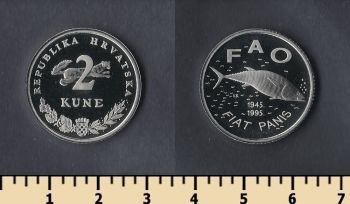 REPUBLIKA HRVATSKA
2
KUNE
FAO
1945.
1995.
FIAT PANIS
1 2 3 4 5 6 7